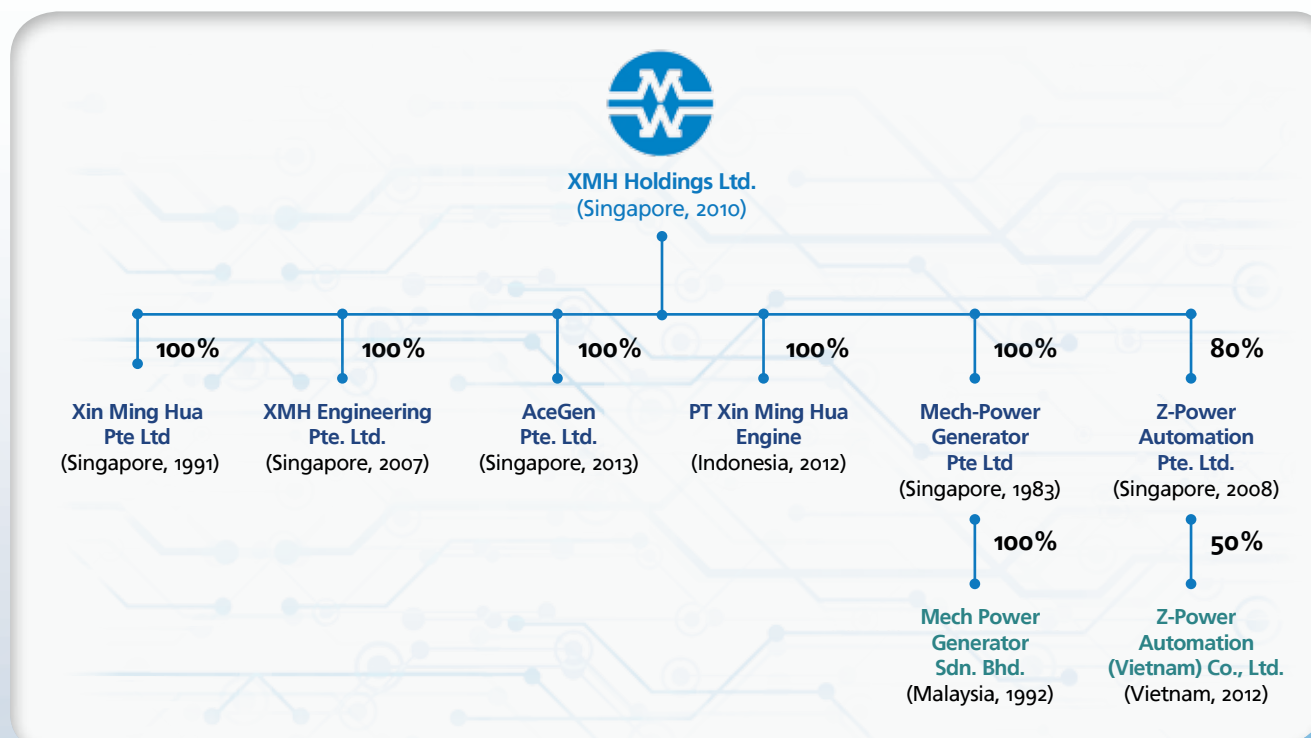 XMH Holdings Ltd.
(Singapore, 2010)
100%
100%
100%
100%
100%
80%
Xin Ming Hua
Pte Ltd
(Singapore, 1991)
XMH Engineering
Pte. Ltd.
(Singapore, 2007)
AceGen
Pte. Ltd.
(Singapore, 2013)
PT Xin Ming Hua
Engine
(Indonesia, 2012)
Mech-Power
Generator
Pte Ltd
(Singapore, 1983)
Z-Power
Automation
Pte. Ltd.
(Singapore, 2008)
100%
50%
Mech Power
Generator
Sdn. Bhd.
(Malaysia, 1992)
Z-Power
Automation
(Vietnam) Co., Ltd.
(Vietnam, 2012)